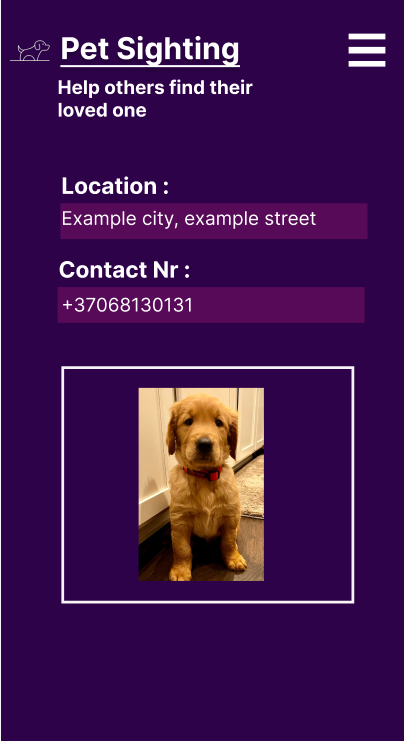 Pet Sighting
Help others find their
loved one
Location :
Example city, example street
Contact Nr :
+37068130131